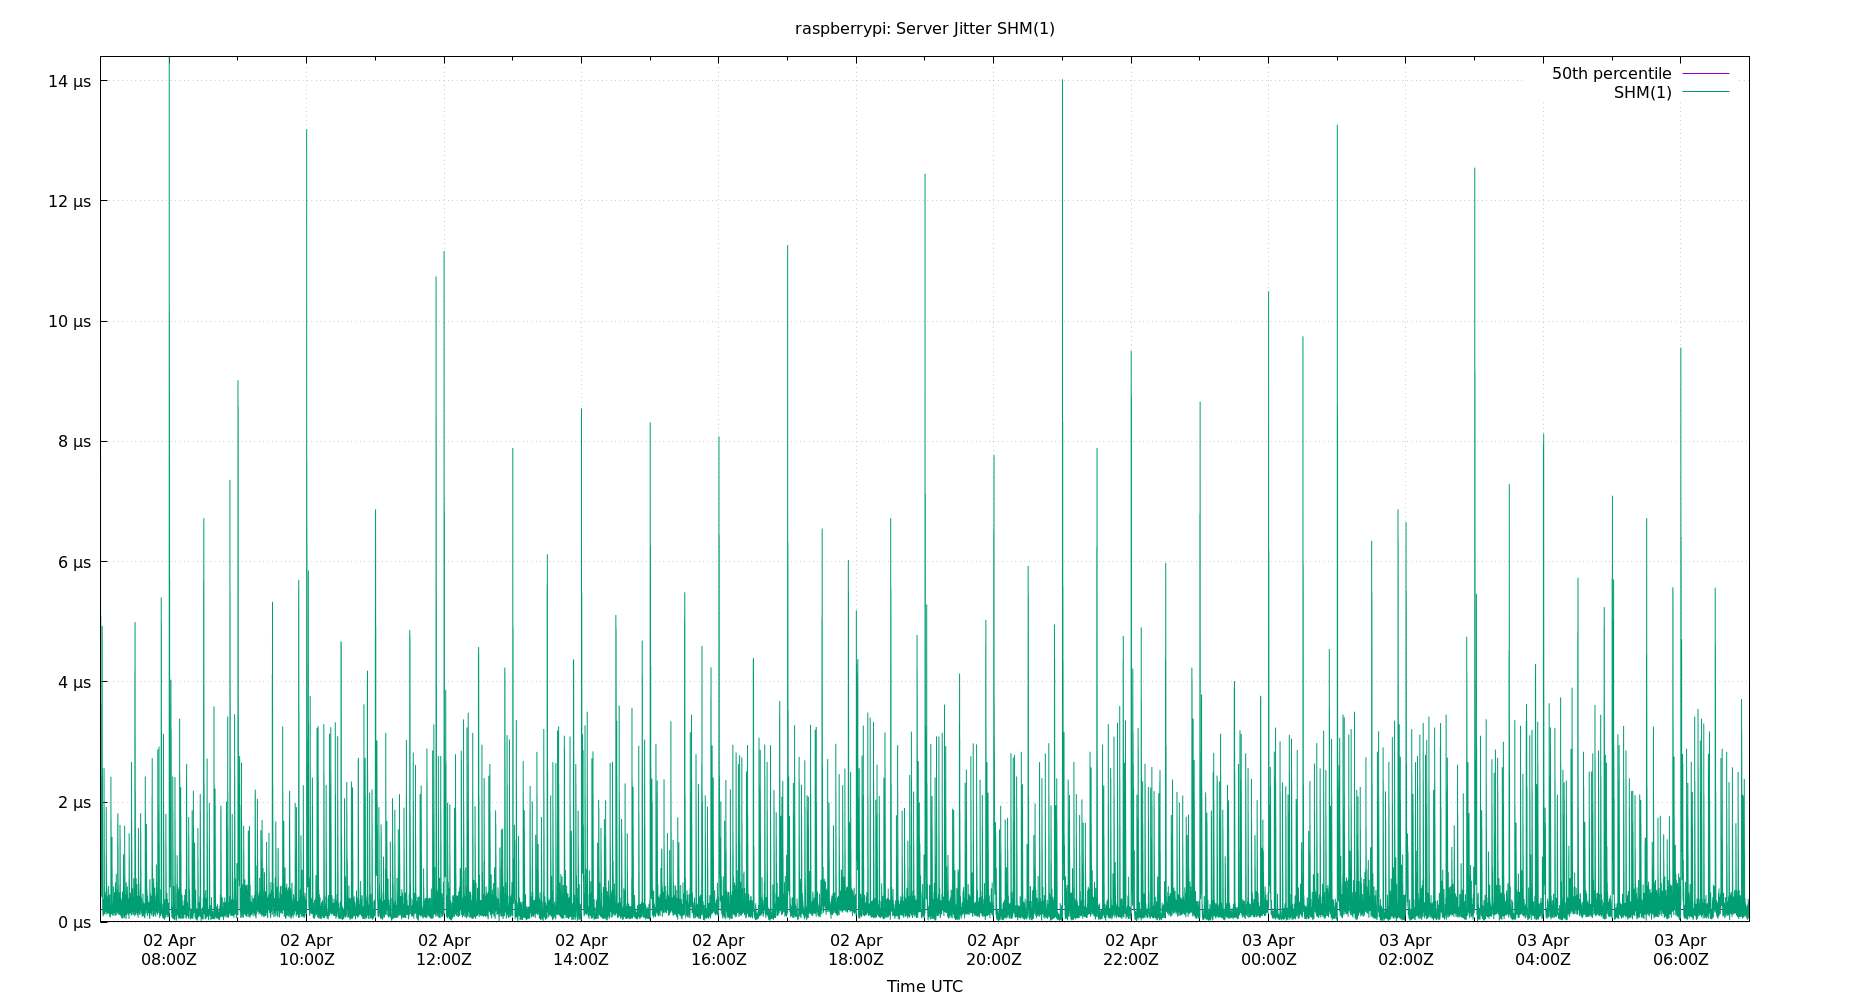 raspberrypi: Server Jitter SHM(1)
50th percentile
SHM(1)
14 µs
12 µs
10 µs
8 µs
6 µs
4 µs
2 µs
0 µs
02 Apr 02 Apr 02 Apr 02 Apr 02 Apr 02 Apr 02 Apr 02 Apr 03 Apr 03 Apr 03 Apr 03 Apr
08:00Z 10:00Z 12:00Z 14:00Z 16:00Z 18:00Z 20:00Z 22:00Z 00:00Z 02:00Z 04:00Z 06:00Z
Time UTC